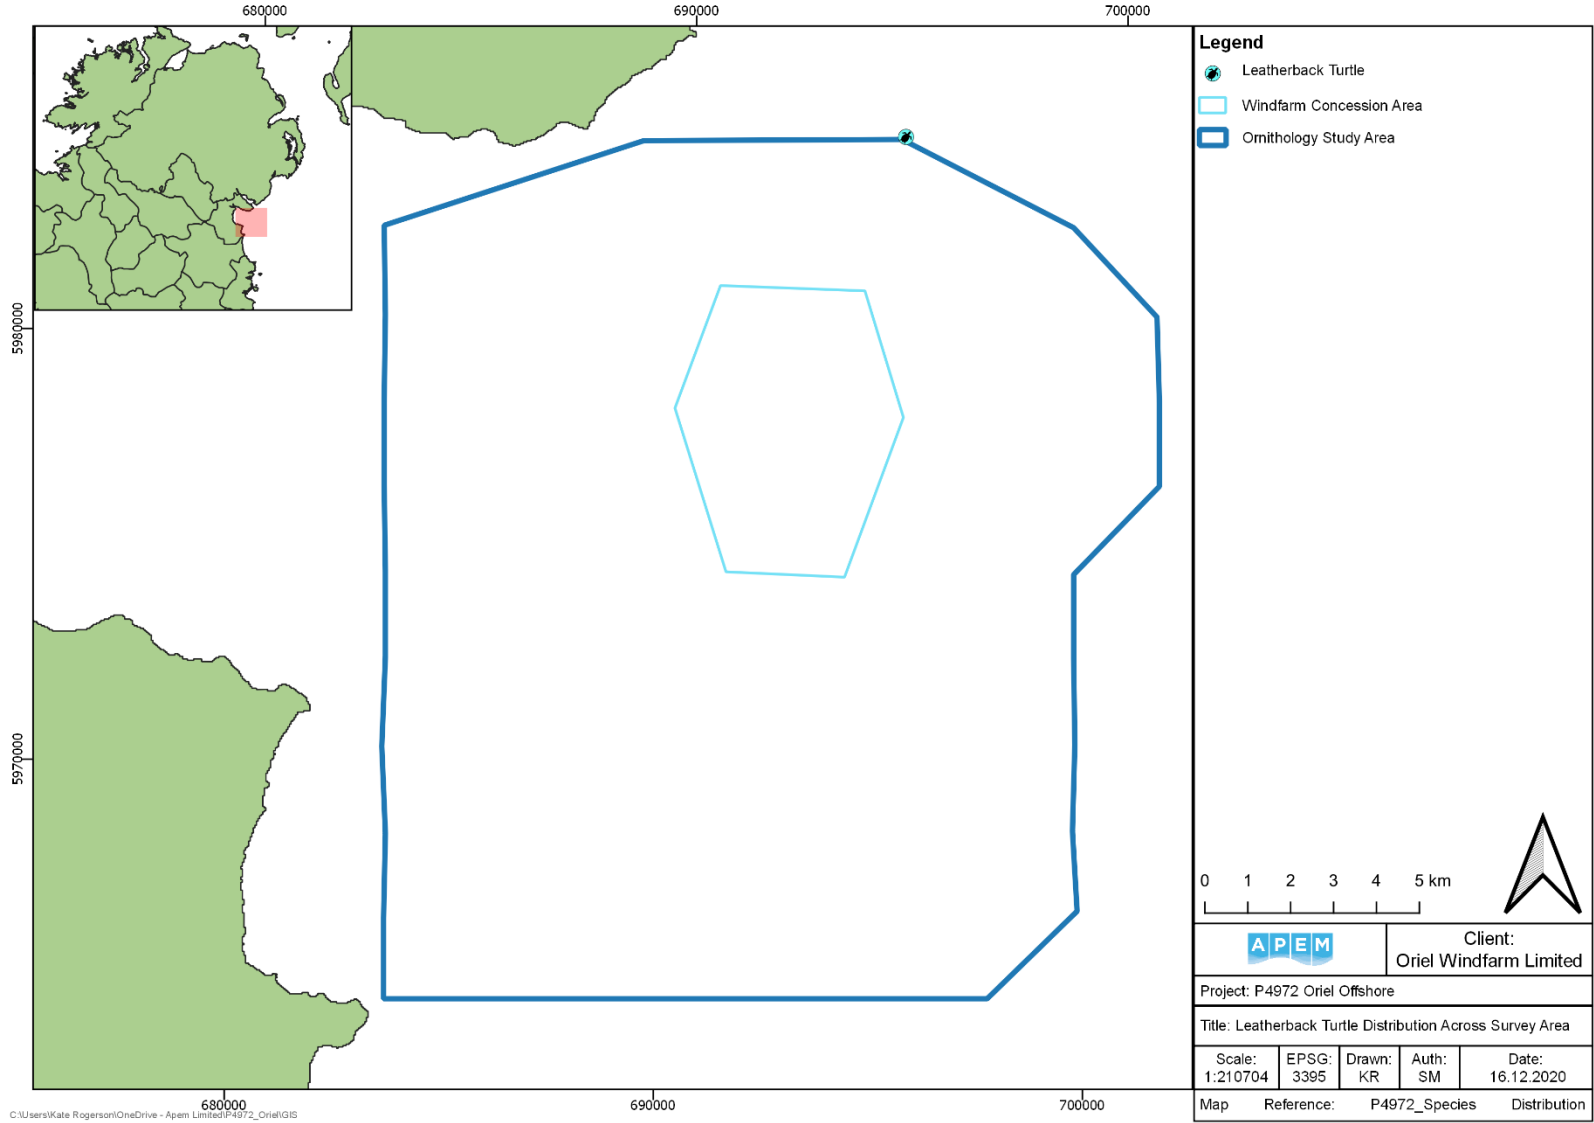 680000
690000
700000
5980000
5970000
680000
690000
700000
C:\Users\Kate Rogerson\OneDrive - Apem Limited\P4972_Oriel\GIS
Legend
Leatherback Turtle
Windfarm Concession Area
Ornithology Study Area
0 1 2 3 4 5 km
APEM
Client:
Oriel Windfarm Limited
Project: P4972 Oriel Offshore
Title: Leatherback Turtle Distribution Across Survey Area
Scale:
1:210704
EPSG:
3395
Drawn:
KR
Auth:
SM
Date:
16.12.2020
Map Reference: P4972_Species Distribution